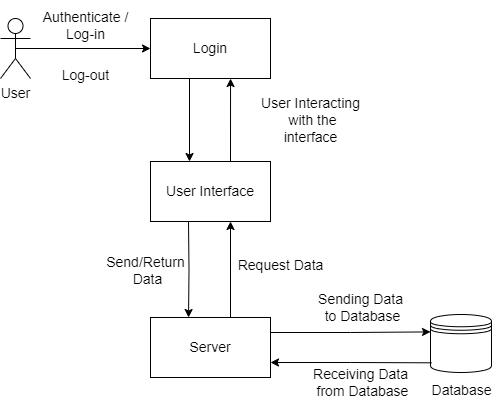 Authenticate /
Log-in
Login
Log-out
User
User Interacting
with the
interface
User Interface
Send/Return
Data
Request Data
Sending Data
to Database
Server
Receiving Data
from Database
Database